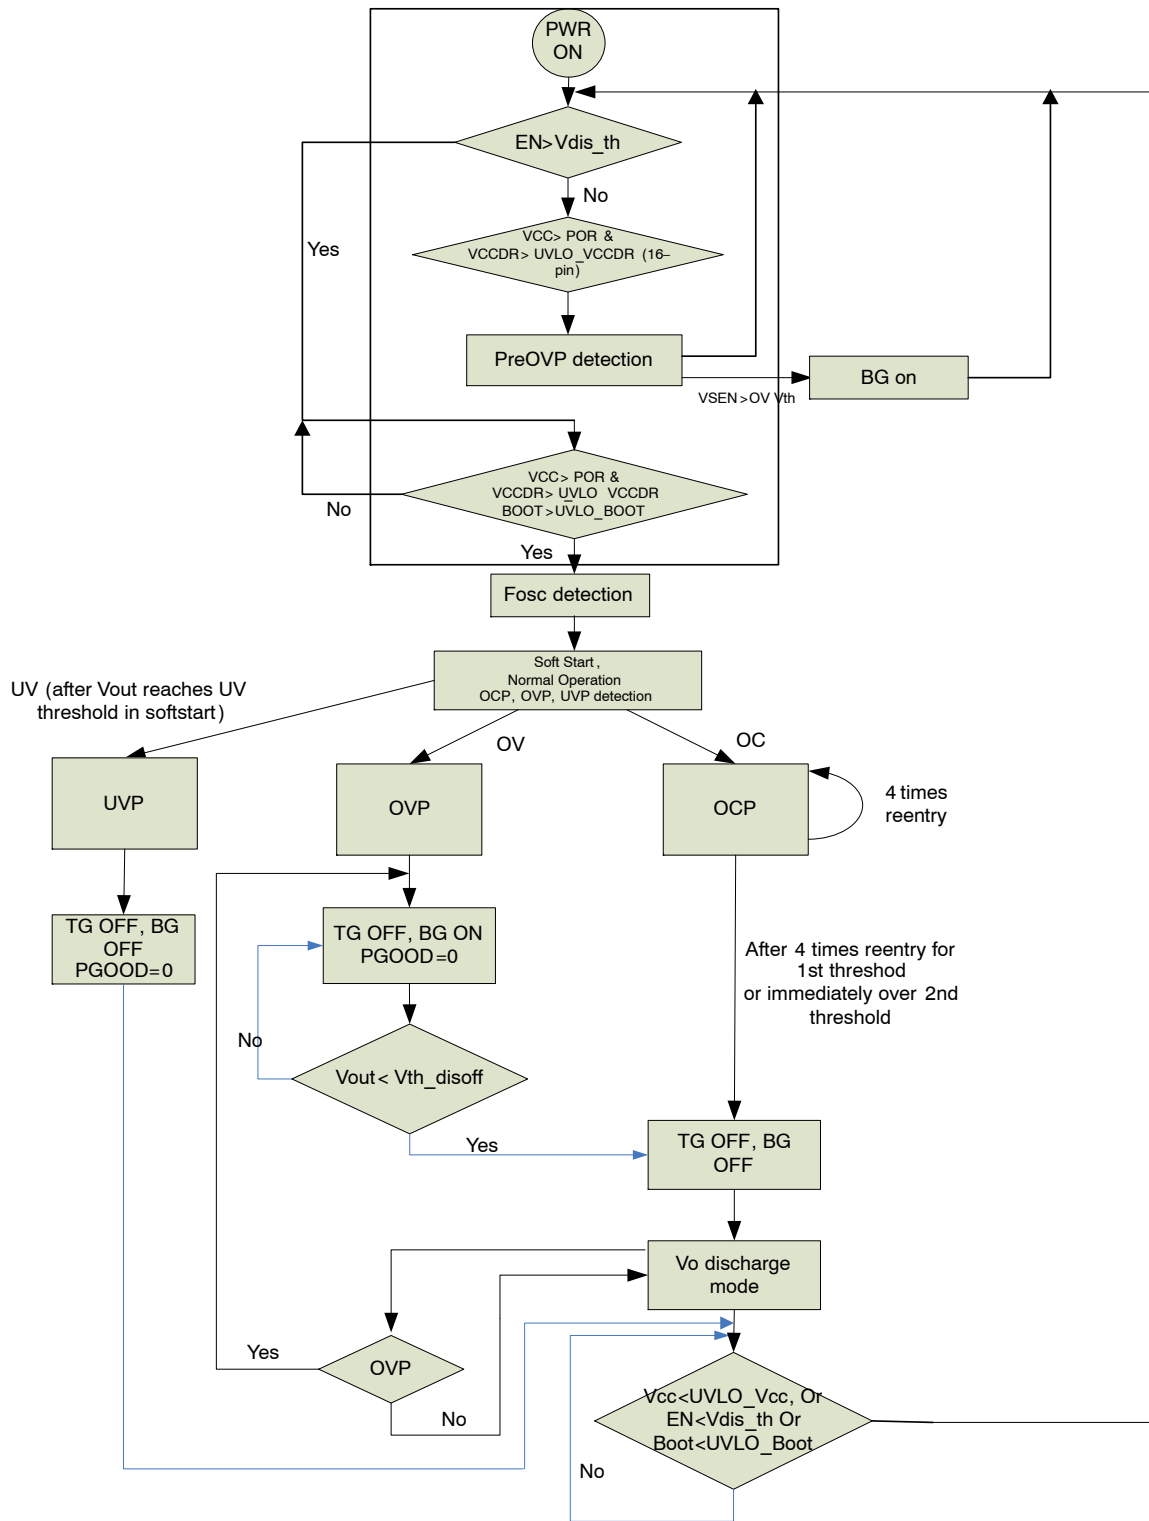 PWR
ON
EN>Vdis_th
No
VCC> POR &
VCCDR> UVLO_VCCDR (16–
pin)
Yes
PreOVP detection
BG on
VSEN>OV Vth
VCC> POR &
VCCDR> UVLO VCCDR
BOOT>UVLO_BOOT
No
Yes
Fosc detection
Soft Start,
Normal Operation
OCP, OVP, UVP detection
UV (after Vout reaches UV
threshold in softstart)
OV
OC
UVP
OVP
OCP
4 times
reentry
TG OFF, BG
OFF
PGOOD=0
TG OFF, BG ON
PGOOD=0
After 4 times reentry for
1st threshod
or immediately over 2nd
threshold
No
Vout< Vth_disoff
Yes
TG OFF, BG
OFF
Vo discharge
mode
Yes
OVP
No
Vcc<UVLO_Vcc, Or
EN<Vdis_th Or
Boot<UVLO_Boot
No